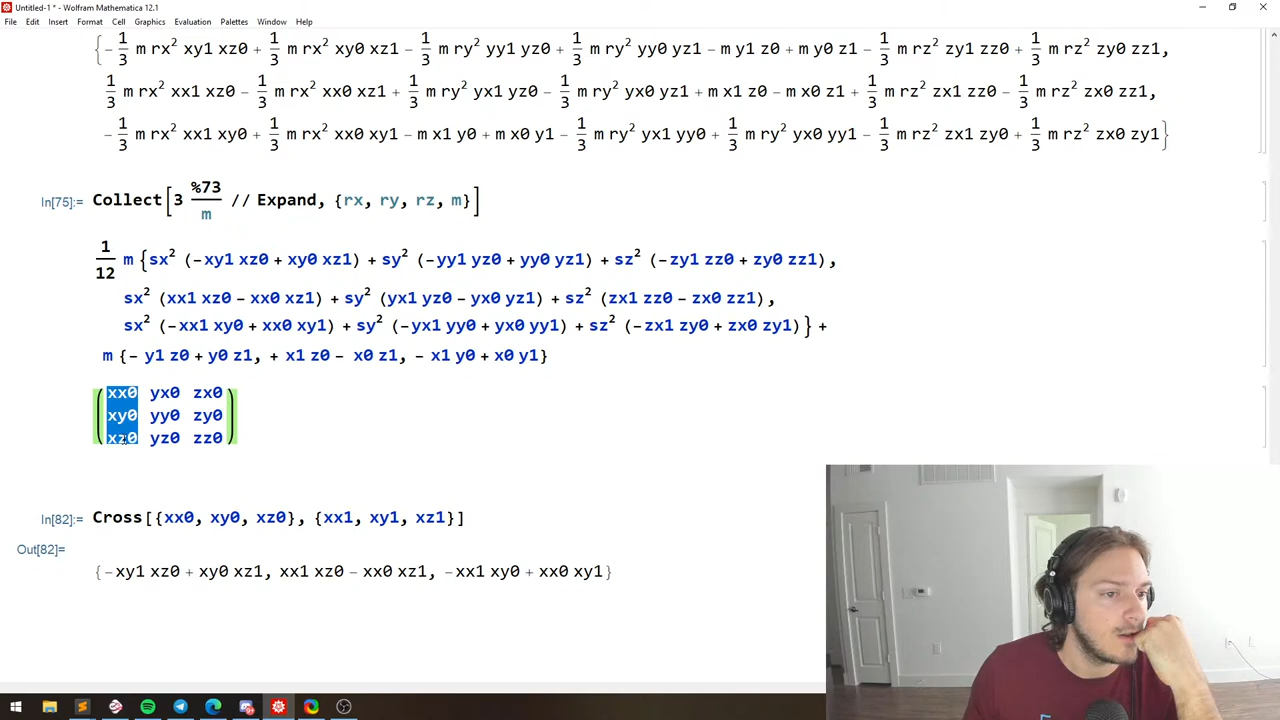 Untitled-1 * - Wolfram Mathematica 12.1
File Edit Insert Format Cell Graphics Evaluation Palettes Window Help
{- 1/3 m rx² xy1 xz0 + 1/3 m rx² xy0 xz1 - 1/3 m ry² yy1 yz0 + 1/3 m ry² yy0 yz1 - m y1 z0 + m y0 z1 - 1/3 m rz² zy1 zz0 + 1/3 m rz² zy0 zz1,
1/3 m rx² xx1 xz0 - 1/3 m rx² xx0 xz1 + 1/3 m ry² yx1 yz0 - 1/3 m ry² yx0 yz1 + m x1 z0 - m x0 z1 + 1/3 m rz² zx1 zz0 - 1/3 m rz² zx0 zz1,
- 1/3 m rx² xx1 xy0 + 1/3 m rx² xx0 xy1 - m x1 y0 + m x0 y1 - 1/3 m ry² yx1 yy0 + 1/3 m ry² yx0 yy1 - 1/3 m rz² zx1 zy0 + 1/3 m rz² zx0 zy1}
In[75]:= Collect[3 %73/m // Expand, {rx, ry, rz, m}]
1/12 m {sx² (-xy1 xz0 + xy0 xz1) + sy² (-yy1 yz0 + yy0 yz1) + sz² (-zy1 zz0 + zy0 zz1),
sx² (xx1 xz0 - xx0 xz1) + sy² (yx1 yz0 - yx0 yz1) + sz² (zx1 zz0 - zx0 zz1),
sx² (-xx1 xy0 + xx0 xy1) + sy² (-yx1 yy0 + yx0 yy1) + sz² (-zx1 zy0 + zx0 zy1)} +
m {- y1 z0 + y0 z1, + x1 z0 - x0 z1, - x1 y0 + x0 y1}
xx0 yx0 zx0
xy0 yy0 zy0
xz0 yz0 zz0
In[82]:= Cross[{xx0, xy0, xz0}, {xx1, xy1, xz1}]
Out[82]=
{-xy1 xz0 + xy0 xz1, xx1 xz0 - xx0 xz1, -xx1 xy0 + xx0 xy1}